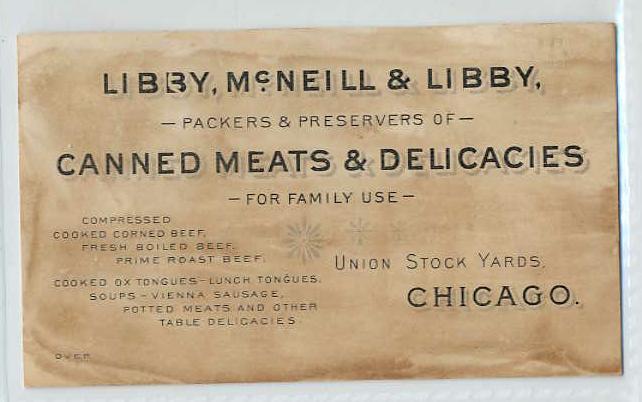 LIBBY, McNEILL & LIBBY,
— PACKERS & PRESERVERS OF —
CANNED MEATS & DELICACIES
— FOR FAMILY USE —
COMPRESSED
COOKED CORNED BEEF,
FRESH BOILED BEEF,
PRIME ROAST BEEF.
COOKED OX TONGUES - LUNCH TONGUES,
SOUPS - VIENNA SAUSAGE,
POTTED MEATS AND OTHER
TABLE DELICACIES.
UNION STOCK YARDS,
CHICAGO.
OVER